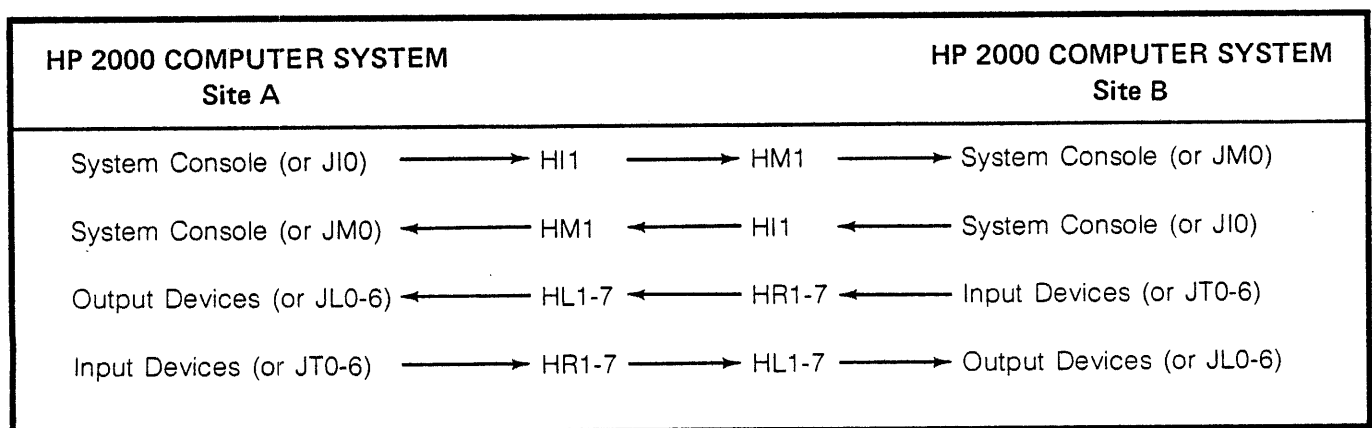 HP 2000 COMPUTER SYSTEM HP 2000 COMPUTER SYSTEM
Site A Site B
System Console (or JI0) HI1 HM1 System Console (or JM0)
System Console (or JM0) HM1 HI1 System Console (or JI0)
Output Devices (or JL0-6) HL1-7 HR1-7 Input Devices (or JT0-6)
Input Devices (or JT0-6) HR1-7 HL1-7 Output Devices (or JL0-6)